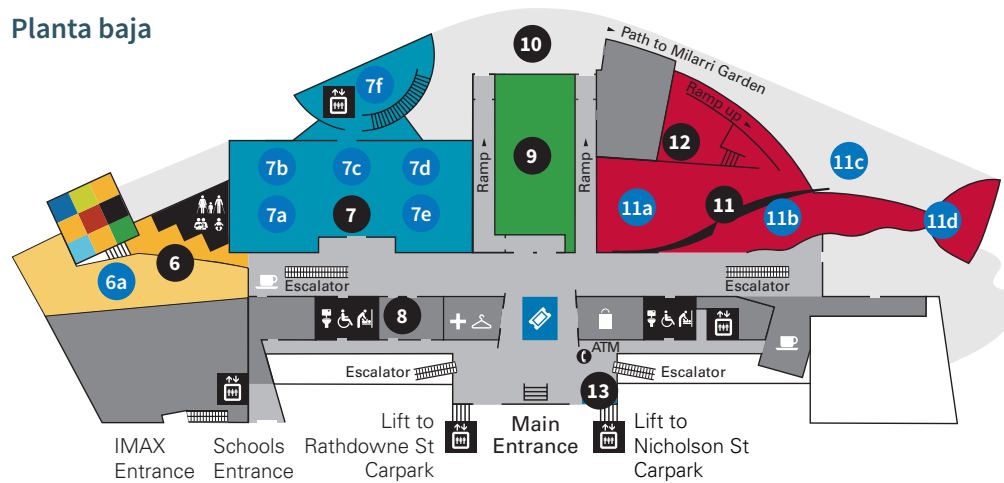 Planta baja
10
Path to Milarri Garden
7f
Ramp up
12
7b
7c
7d
Ramp
9
Ramp
11c
7a
7
7e
11a
11
11b
11d
6
6a
Escalator
Escalator
8
ATM
Escalator
Escalator
13
IMAX
Entrance
Schools
Entrance
Lift to
Rathdowne St
Carpark
Main
Entrance
Lift to
Nicholson St
Carpark